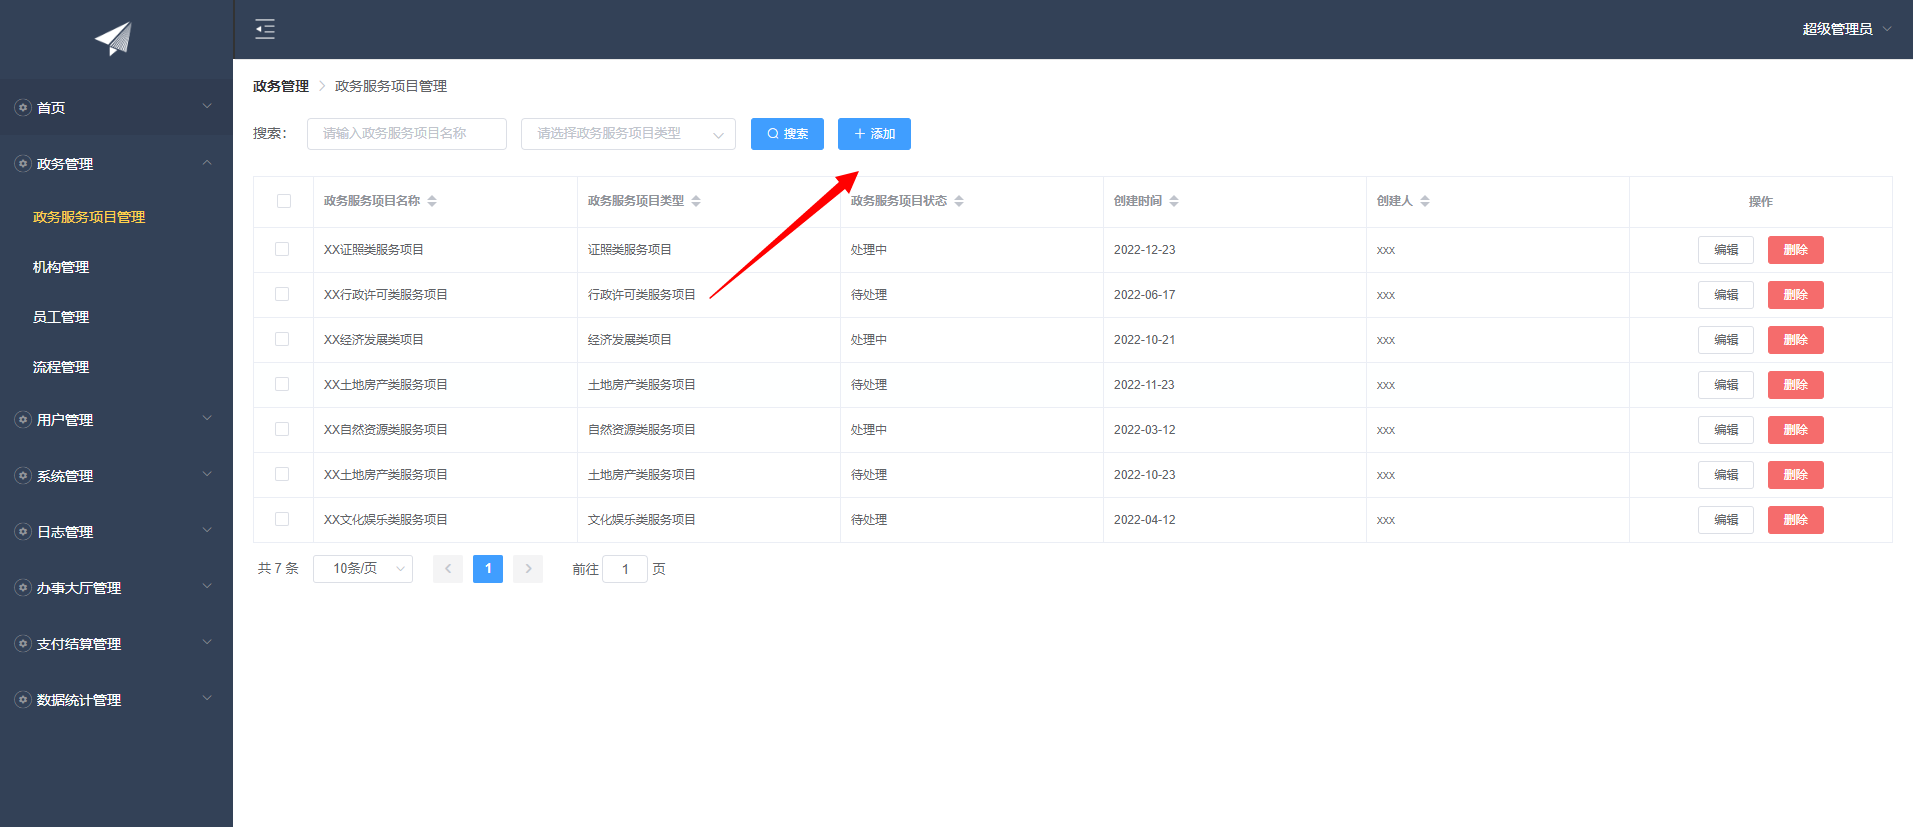 超级管理员
首页
政务管理
政务服务项目管理
机构管理
员工管理
流程管理
用户管理
系统管理
日志管理
办事大厅管理
支付结算管理
数据统计管理
政务管理 > 政务服务项目管理
搜索： 请输入政务服务项目名称 请选择政务服务项目类型 搜索 + 添加
政务服务项目名称 政务服务项目类型 政务服务项目状态 创建时间 创建人 操作
XX证照类服务项目 证照类服务项目 处理中 2022-12-23 xxx 编辑 删除
XX行政许可类服务项目 行政许可类服务项目 待处理 2022-06-17 xxx 编辑 删除
XX经济发展类项目 经济发展类项目 处理中 2022-10-21 xxx 编辑 删除
XX土地房产类服务项目 土地房产类服务项目 待处理 2022-11-23 xxx 编辑 删除
XX自然资源类服务项目 自然资源类服务项目 处理中 2022-03-12 xxx 编辑 删除
XX土地房产类服务项目 土地房产类服务项目 待处理 2022-10-23 xxx 编辑 删除
XX文化娱乐类服务项目 文化娱乐类服务项目 待处理 2022-04-12 xxx 编辑 删除
共 7 条 10条/页 < 1 > 前往 1 页